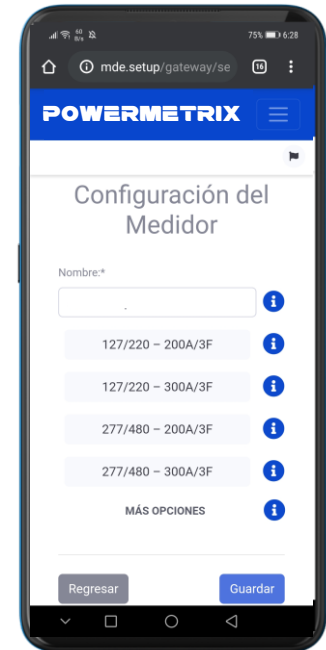 60
B/s
75% 6:28
mde.setup/gateway/se
16
POWERMETRIX
Configuración del
Medidor
Nombre:*
127/220 – 200A/3F
127/220 – 300A/3F
277/480 – 200A/3F
277/480 – 300A/3F
MÁS OPCIONES
Regresar
Guardar